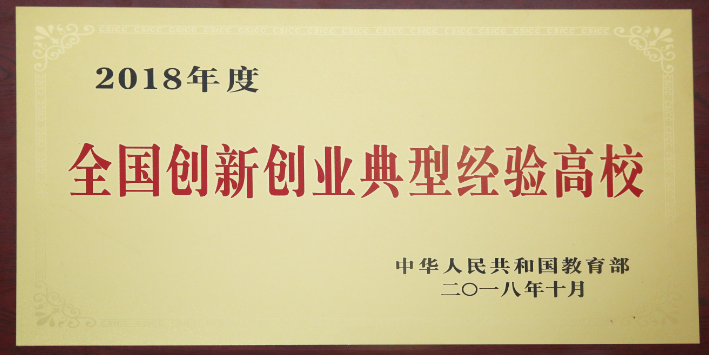 2018年度
全国创新创业典型经验高校
中华人民共和国教育部
二〇一八年十月